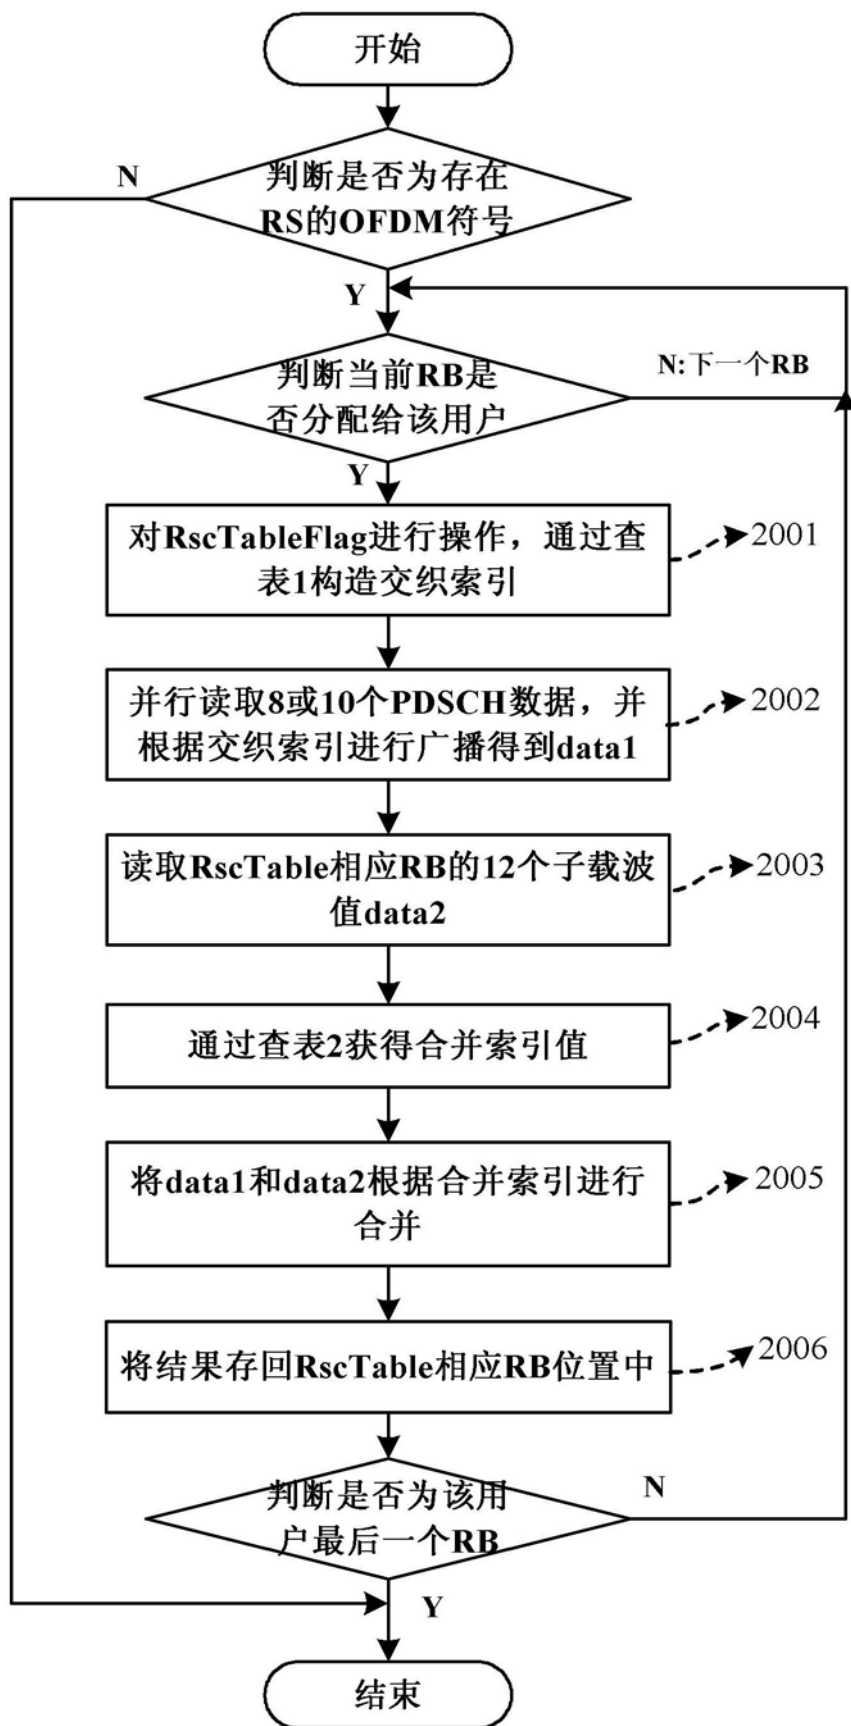 开始
N
判断是否为存在
RS的OFDM符号
Y
判断当前RB是
否分配给该用户
N:下一个RB
Y
对RscTableFlag进行操作，通过查
表1构造交织索引
2001
并行读取8或10个PDSCH数据，并
根据交织索引进行广播得到data1
2002
读取RscTable相应RB的12个子载波
值data2
2003
通过查表2获得合并索引值
2004
将data1和data2根据合并索引进行
合并
2005
将结果存回RscTable相应RB位置中
2006
判断是否为该用
户最后一个RB
N
Y
结束